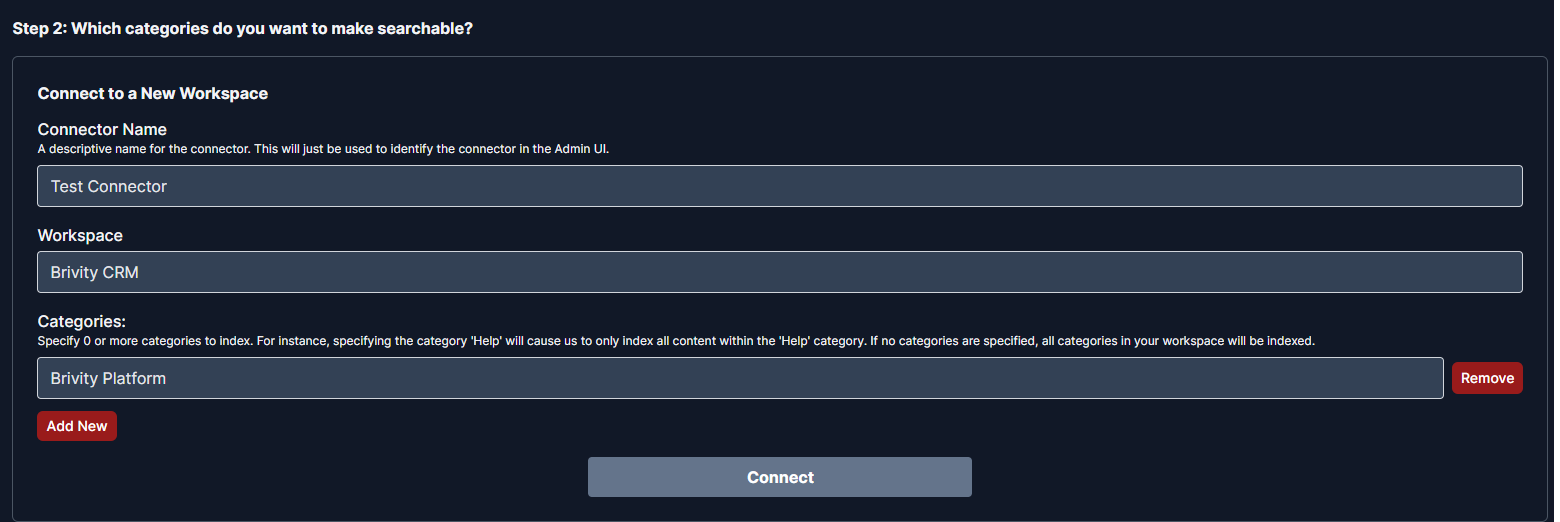 Step 2: Which categories do you want to make searchable?
Connect to a New Workspace
Connector Name
A descriptive name for the connector. This will just be used to identify the connector in the Admin UI.
Test Connector
Workspace
Brivity CRM
Categories:
Specify 0 or more categories to index. For instance, specifying the category 'Help' will cause us to only index all content within the 'Help' category. If no categories are specified, all categories in your workspace will be indexed.
Brivity Platform
Remove
Add New
Connect